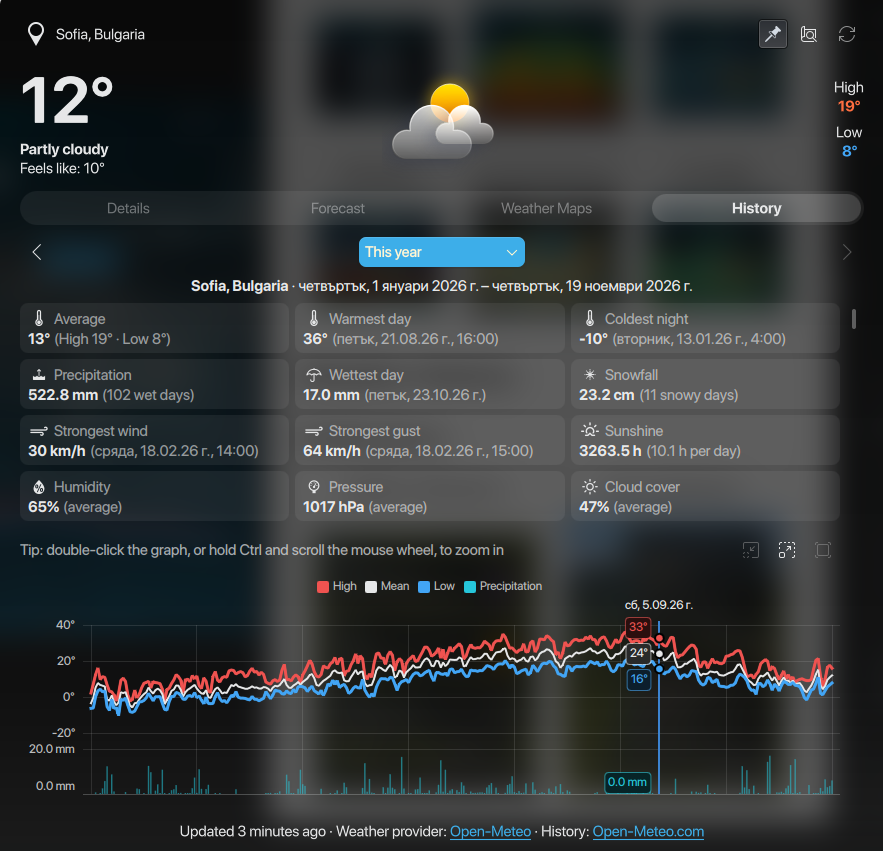 Sofia, Bulgaria
12°
Partly cloudy
Feels like: 10°
High
19°
Low
8°
Details Forecast Weather Maps History
This year
Sofia, Bulgaria · четвъртък, 1 януари 2026 г. – четвъртък, 19 ноември 2026 г.
Average
13° (High 19° · Low 8°)
Warmest day
36° (петък, 21.08.26 г., 16:00)
Coldest night
-10° (вторник, 13.01.26 г., 4:00)
Precipitation
522.8 mm (102 wet days)
Wettest day
17.0 mm (петък, 23.10.26 г.)
Snowfall
23.2 cm (11 snowy days)
Strongest wind
30 km/h (сряда, 18.02.26 г., 14:00)
Strongest gust
64 km/h (сряда, 18.02.26 г., 15:00)
Sunshine
3263.5 h (10.1 h per day)
Humidity
65% (average)
Pressure
1017 hPa (average)
Cloud cover
47% (average)
Tip: double-click the graph, or hold Ctrl and scroll the mouse wheel, to zoom in
High Mean Low Precipitation
сб, 5.09.26 г.
40°
33°
24°
20°
16°
0°
-20°
20.0 mm
0.0 mm
0.0 mm
Updated 3 minutes ago · Weather provider: Open-Meteo · History: Open-Meteo.com